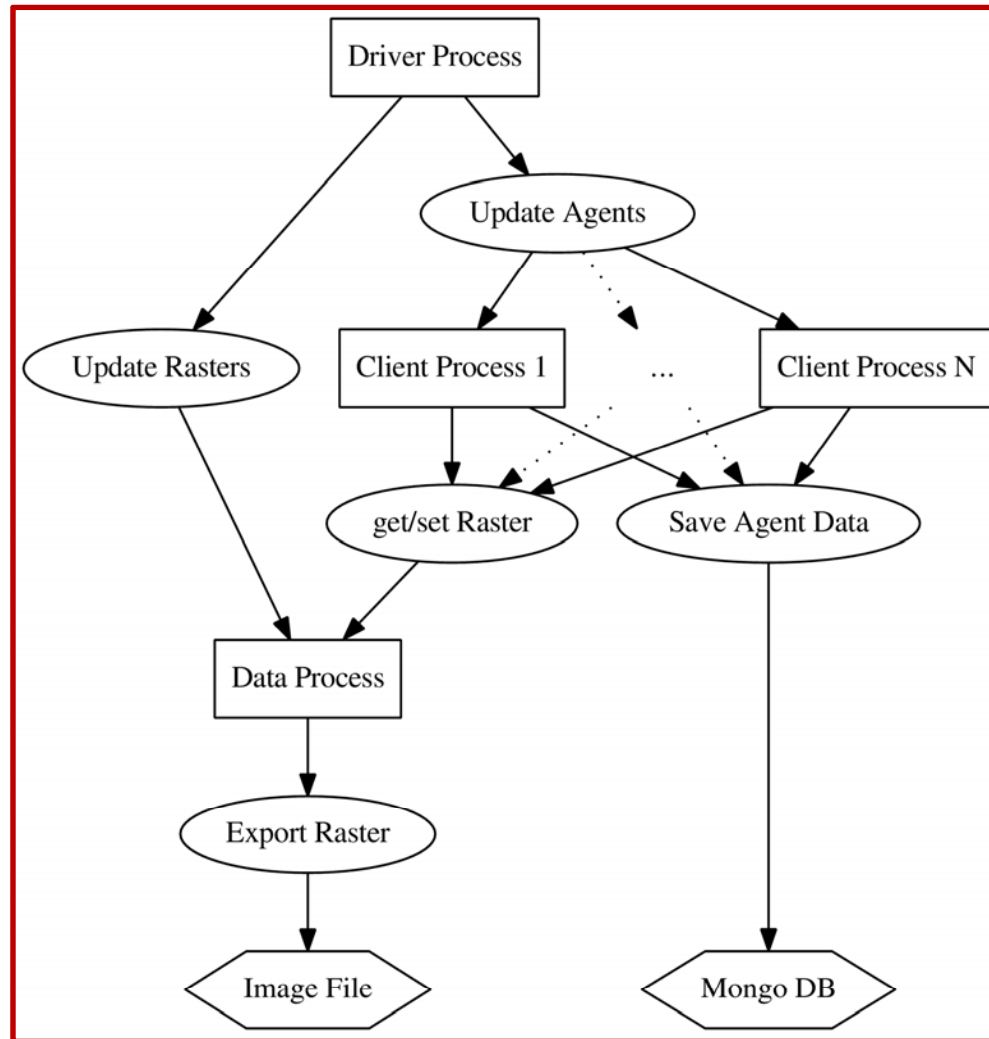 Driver Process
Update Agents
Update Rasters
Client Process 1
...
Client Process N
get/set Raster
Save Agent Data
Data Process
Export Raster
Image File
Mongo DB